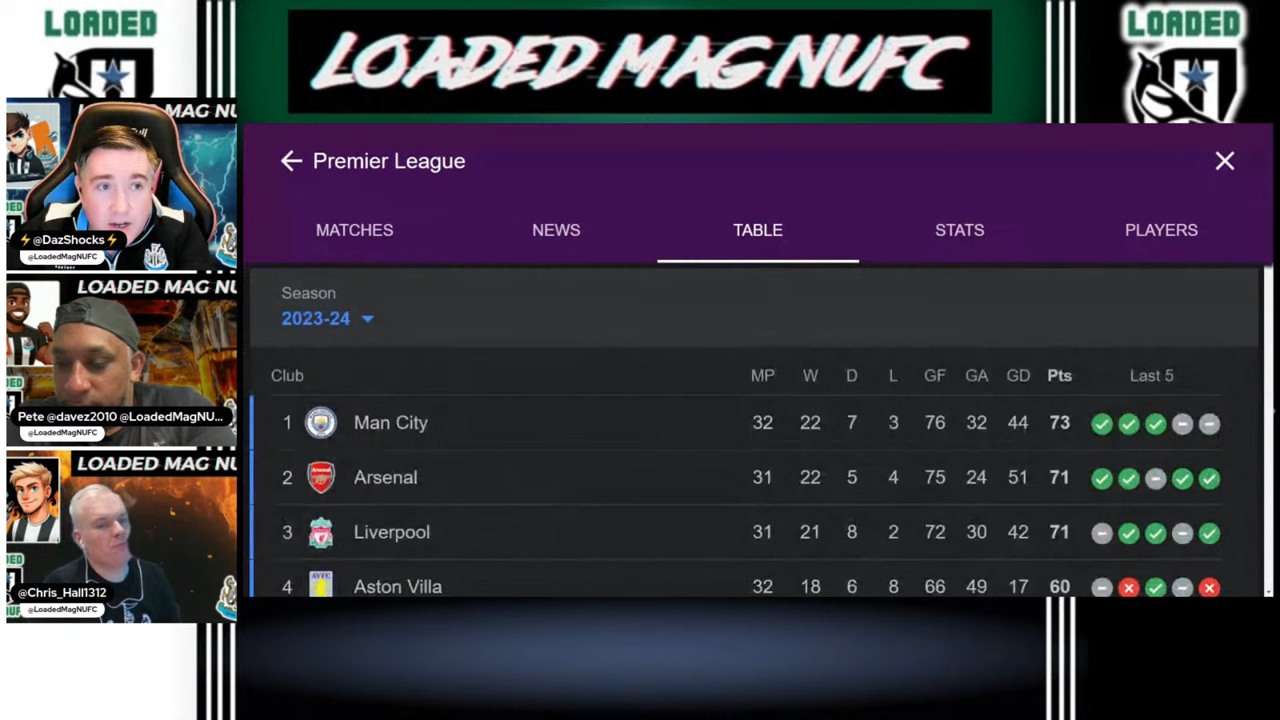 LOADED
LOADED MAG NUFC
LOADED
MAG NU
⚡@DazShocks⚡
@LoadedMagNUFC
LOADED MAG NU
Pete @davez2010 @LoadedMagNU...
@LoadedMagNUFC
LOADED MAG NU
@Chris_Hall1312
@LoadedMagNUFC
Premier League
MATCHES NEWS TABLE STATS PLAYERS
Season
2023-24
Club MP W D L GF GA GD Pts Last 5
1 Man City 32 22 7 3 76 32 44 73
2 Arsenal 31 22 5 4 75 24 51 71
3 Liverpool 31 21 8 2 72 30 42 71
4 Aston Villa 32 18 6 8 66 49 17 60